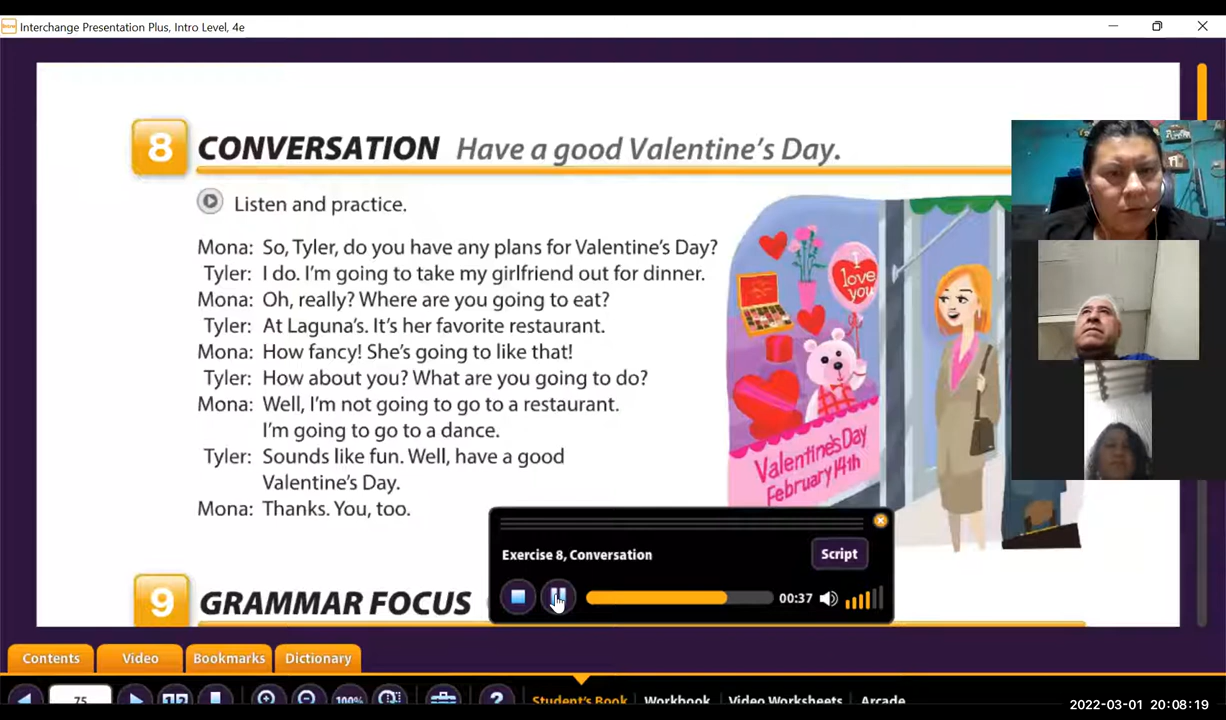 Interchange Presentation Plus, Intro Level, 4e
8 CONVERSATION Have a good Valentine's Day.
Listen and practice.
Mona: So, Tyler, do you have any plans for Valentine's Day?
Tyler: I do. I'm going to take my girlfriend out for dinner.
Mona: Oh, really? Where are you going to eat?
Tyler: At Laguna's. It's her favorite restaurant.
Mona: How fancy! She's going to like that!
Tyler: How about you? What are you going to do?
Mona: Well, I'm not going to go to a restaurant.
I'm going to go to a dance.
Tyler: Sounds like fun. Well, have a good
Valentine's Day.
Mona: Thanks. You, too.
I
love
you
Valentine's Day
February 14th
Exercise 8, Conversation
Script
00:37
9 GRAMMAR FOCUS
Contents
Video
Bookmarks
Dictionary
75
100%
?
Student's Book
Workbook
Video Worksheets
Arcade
2022-03-01 20:08:19